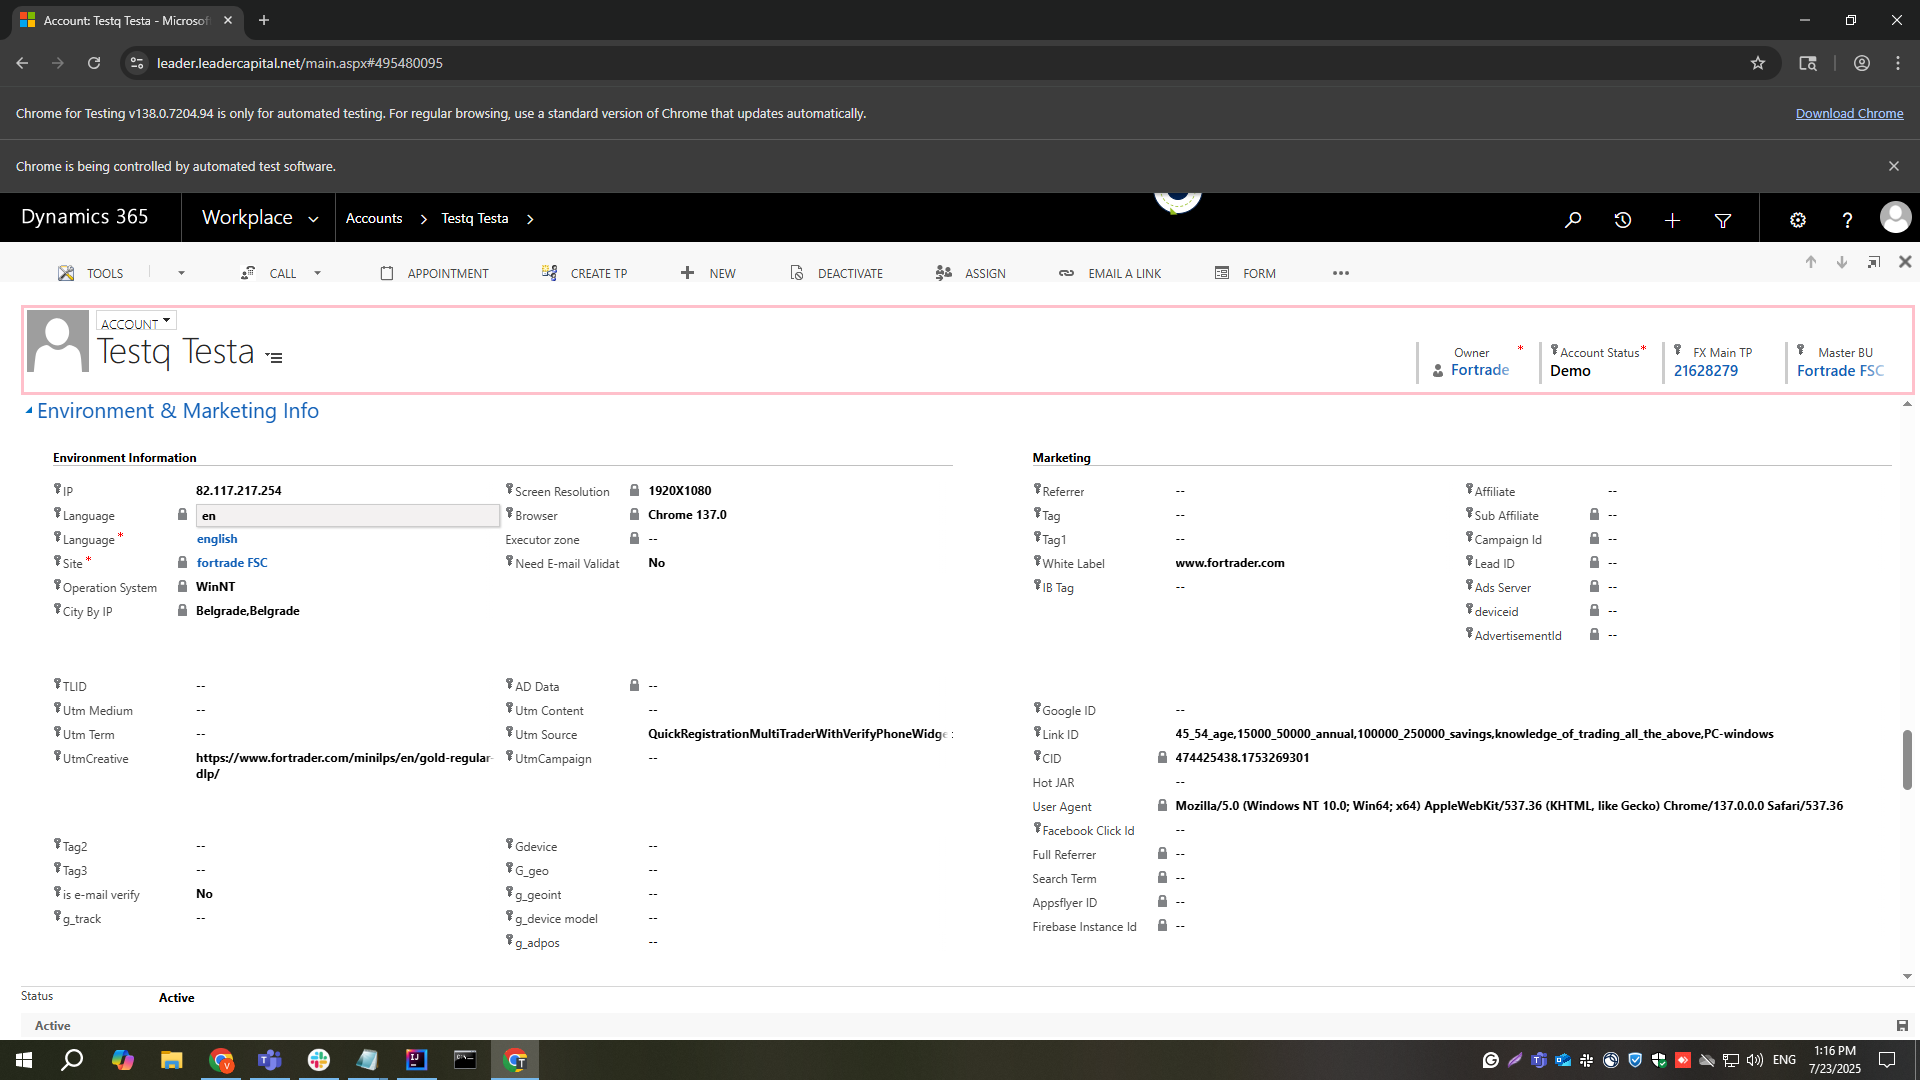 Account: Testq Testa - Microsof
leader.leadercapital.net/main.aspx#495480095
Chrome for Testing v138.0.7204.94 is only for automated testing. For regular browsing, use a standard version of Chrome that updates automatically.
Download Chrome
Chrome is being controlled by automated test software.
Dynamics 365
Workplace
Accounts
Testq Testa
TOOLS
CALL
APPOINTMENT
CREATE TP
NEW
DEACTIVATE
ASSIGN
EMAIL A LINK
FORM
ACCOUNT
Testq Testa
Owner *
Fortrade
Account Status *
Demo
FX Main TP
21628279
Master BU
Fortrade FSC
Environment & Marketing Info
Environment Information
IP 82.117.217.254
Language en
Language * english
Site * fortrade FSC
Operation System WinNT
City By IP Belgrade,Belgrade
Screen Resolution 1920X1080
Browser Chrome 137.0
Executor zone --
Need E-mail Validat No
TLID --
Utm Medium --
Utm Term --
UtmCreative https://www.fortrader.com/minilps/en/gold-regular-
dlp/
AD Data --
Utm Content --
Utm Source QuickRegistrationMultiTraderWithVerifyPhoneWidge
UtmCampaign --
Tag2 --
Tag3 --
is e-mail verify No
g_track --
Gdevice --
G_geo --
g_geoint --
g_device model --
g_adpos --
Marketing
Referrer --
Tag --
Tag1 --
White Label www.fortrader.com
IB Tag --
Affiliate --
Sub Affiliate --
Campaign Id --
Lead ID --
Ads Server --
deviceid --
AdvertisementId --
Google ID --
Link ID 45_54_age,15000_50000_annual,100000_250000_savings,knowledge_of_trading_all_the_above,PC-windows
CID 474425438.1753269301
Hot JAR --
User Agent Mozilla/5.0 (Windows NT 10.0; Win64; x64) AppleWebKit/537.36 (KHTML, like Gecko) Chrome/137.0.0.0 Safari/537.36
Facebook Click Id --
Full Referrer --
Search Term --
Appsflyer ID --
Firebase Instance Id --
Status Active
Active
ENG
1:16 PM
7/23/2025